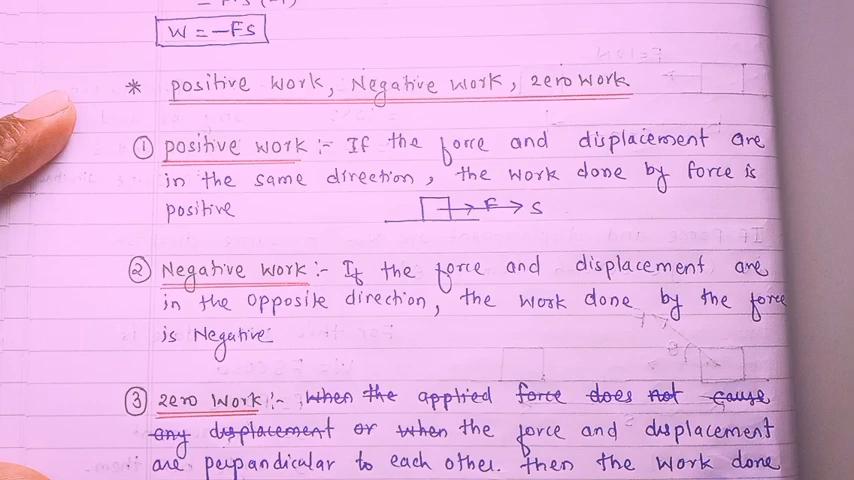 = Fs (-1)
W = -Fs
* positive work, Negative work, zero work
① positive work :- If the force and displacement are
in the same direction, the work done by force is
positive F S
② Negative work :- If the force and displacement are
in the opposite direction, the work done by the force
is Negative
③ zero work :- when the applied force does not cause
any displacement or when the force and displacement
are perpandicular to each other. then the work done